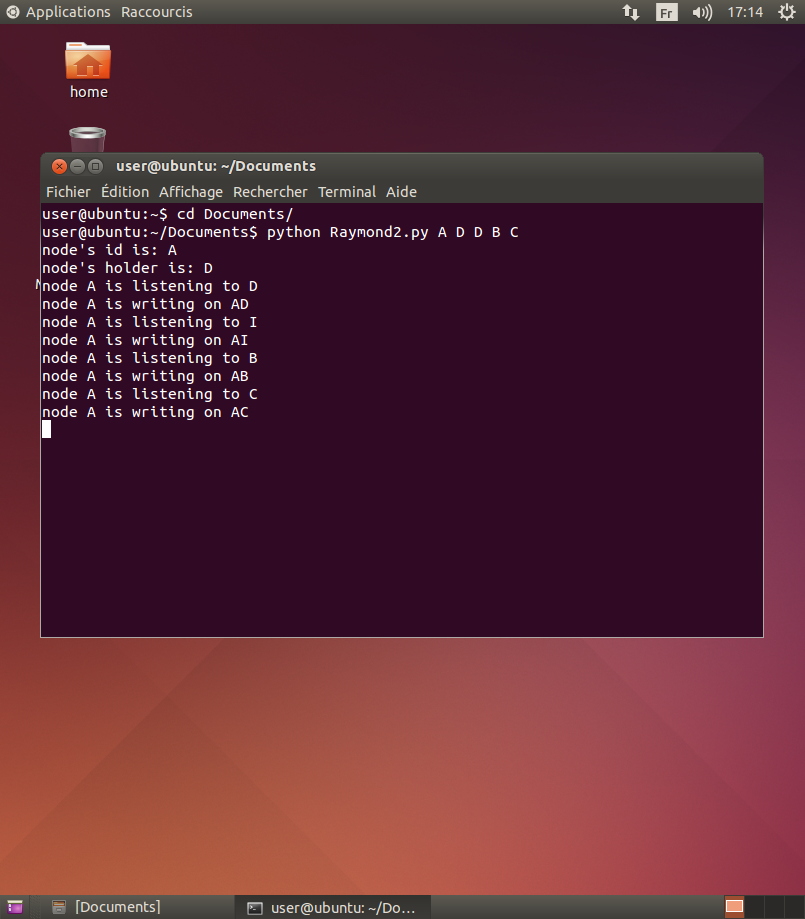 Applications Raccourcis Fr 17:14
home
user@ubuntu: ~/Documents
Fichier Édition Affichage Rechercher Terminal Aide
user@ubuntu:~$ cd Documents/
user@ubuntu:~/Documents$ python Raymond2.py A D D B C
node's id is: A
node's holder is: D
node A is listening to D
node A is writing on AD
node A is listening to I
node A is writing on AI
node A is listening to B
node A is writing on AB
node A is listening to C
node A is writing on AC
[Documents] user@ubuntu: ~/Do...